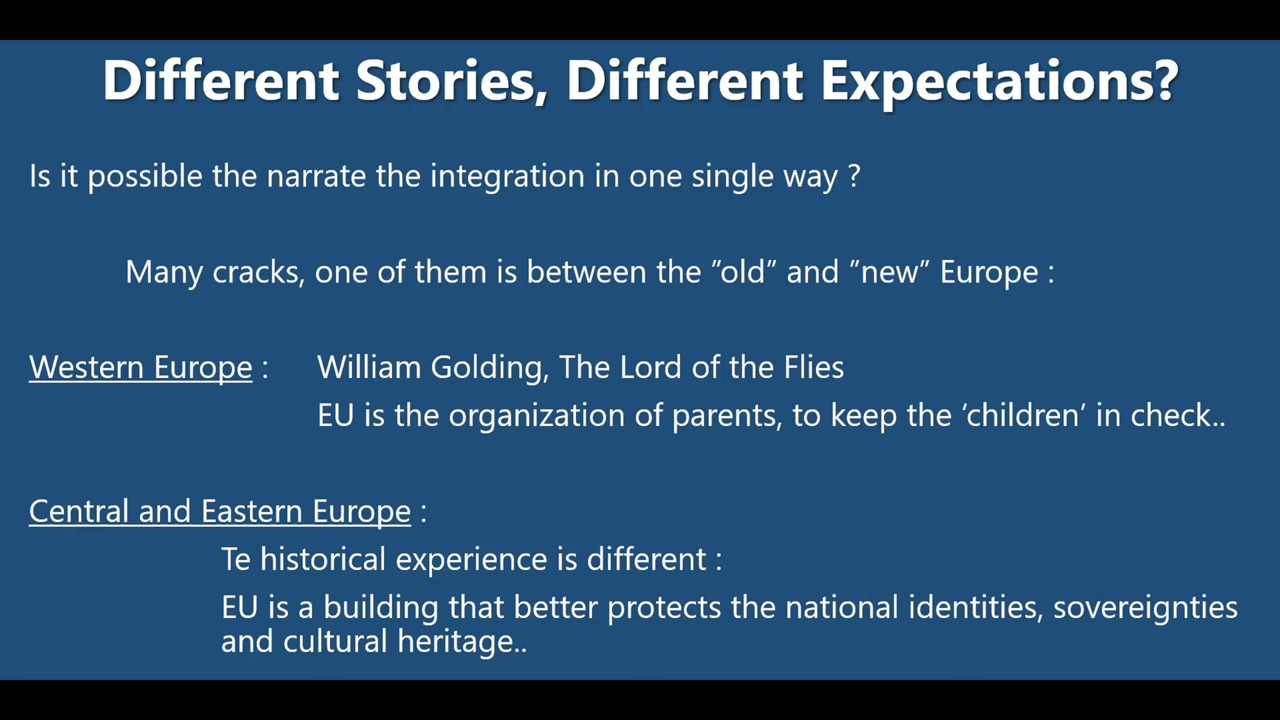 Different Stories, Different Expectations?
Is it possible the narrate the integration in one single way ?
Many cracks, one of them is between the ”old” and ”new” Europe :
Western Europe : William Golding, The Lord of the Flies
EU is the organization of parents, to keep the ‘children’ in check..
Central and Eastern Europe :
Te historical experience is different :
EU is a building that better protects the national identities, sovereignties
and cultural heritage..